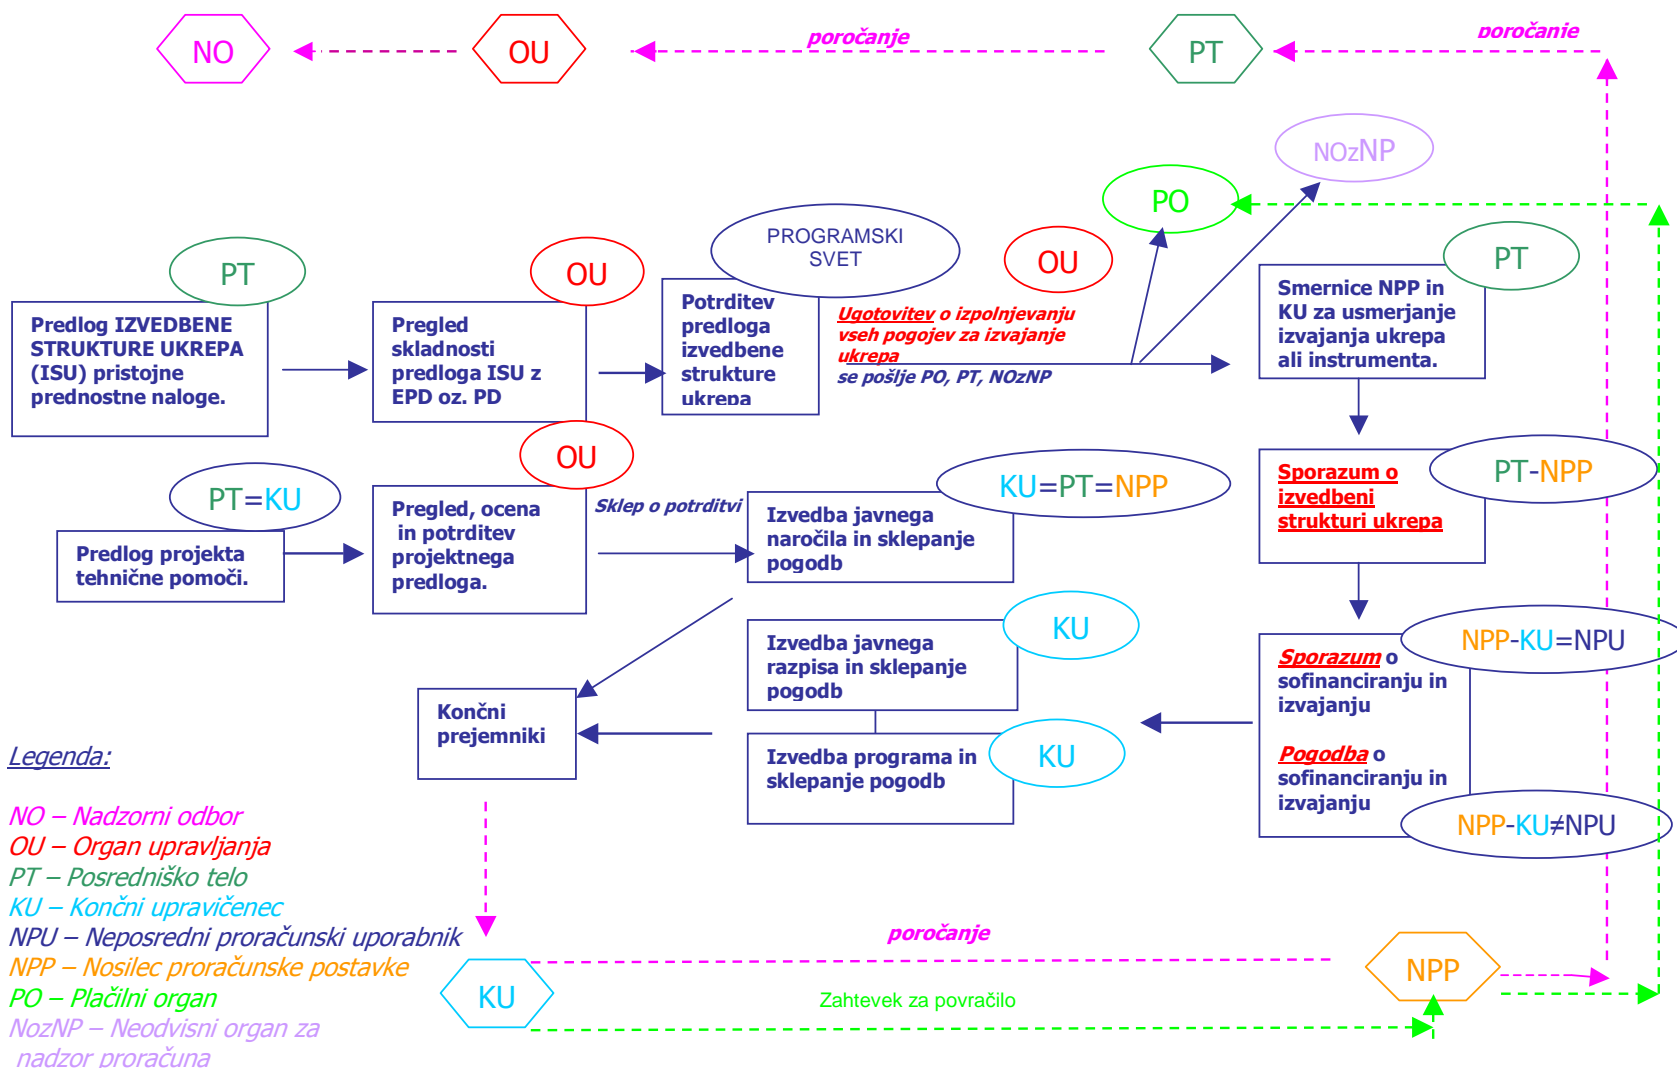 NO
OU
poročanje
PT
poročanje
NOzNP
PO
PROGRAMSKI
SVET
OU
PT
PT
OU
Predlog IZVEDBENE
STRUKTURE UKREPA
(ISU) pristojne
prednostne naloge.
Pregled
skladnosti
predloga ISU z
EPD oz. PD
Potrditev
predloga
izvedbene
strukture
ukrepa
Ugotovitev o izpolnjevanju
vseh pogojev za izvajanje
ukrepa
se pošlje PO, PT, NOzNP
Smernice NPP in
KU za usmerjanje
izvajanja ukrepa
ali instrumenta.
PT=KU
OU
Predlog projekta
tehnične pomoči.
Pregled, ocena
in potrditev
projektnega
predloga.
Sklep o potrditvi
KU=PT=NPP
Izvedba javnega
naročila in sklepanje
pogodb
PT-NPP
Sporazum o
izvedbeni
strukturi ukrepa
KU
Izvedba javnega
razpisa in sklepanje
pogodb
NPP-KU=NPU
Sporazum o
sofinanciranju in
izvajanju
Pogodba o
sofinanciranju in
izvajanju
NPP-KU≠NPU
Končni
prejemniki
KU
Izvedba programa in
sklepanje pogodb
Legenda:
NO – Nadzorni odbor
OU – Organ upravljanja
PT – Posredniško telo
KU – Končni upravičenec
NPU – Neposredni proračunski uporabnik
NPP – Nosilec proračunske postavke
PO – Plačilni organ
NozNP – Neodvisni organ za
nadzor proračuna
KU
poročanje
Zahtevek za povračilo
NPP